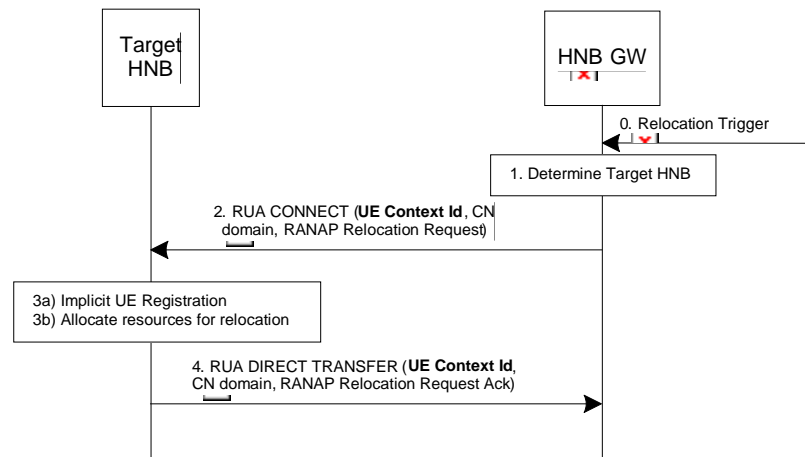 Target
HNB
HNB GW
0. Relocation Trigger
1. Determine Target HNB
2. RUA CONNECT (UE Context Id, CN
domain, RANAP Relocation Request)
3a) Implicit UE Registration
3b) Allocate resources for relocation
4. RUA DIRECT TRANSFER (UE Context Id,
CN domain, RANAP Relocation Request Ack)